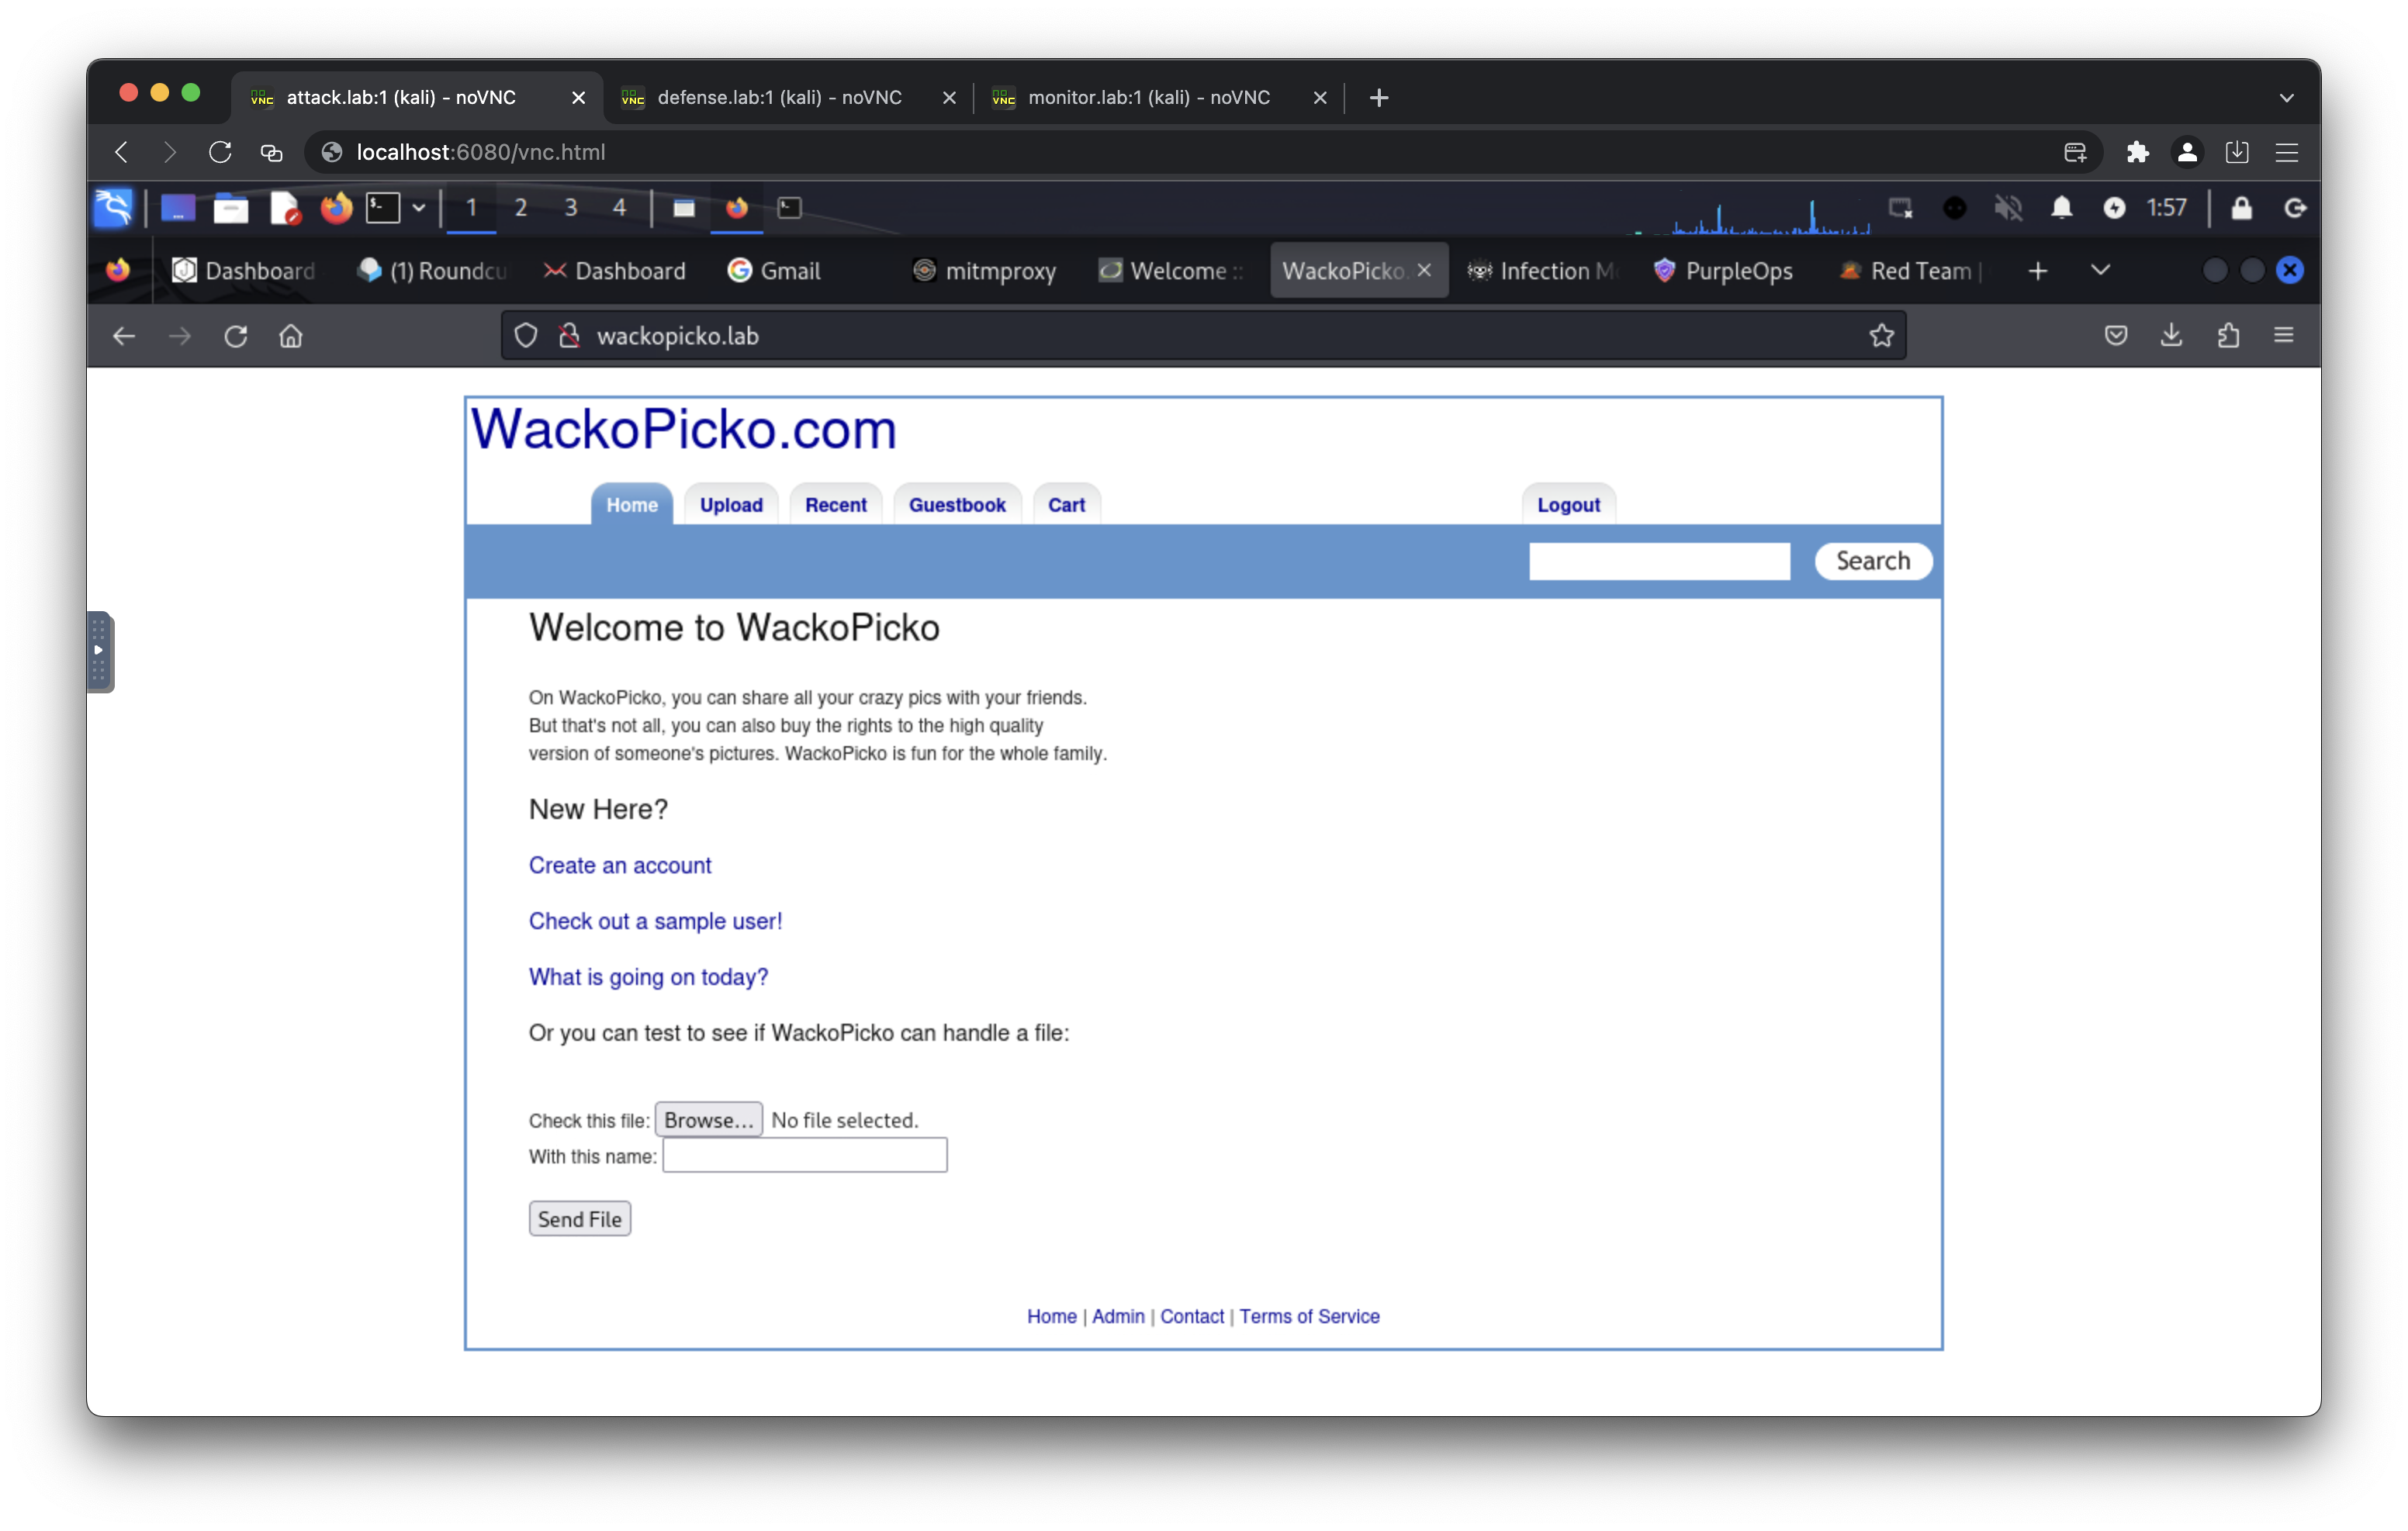 attack.lab:1 (kali) - noVNC
defense.lab:1 (kali) - noVNC
monitor.lab:1 (kali) - noVNC
localhost:6080/vnc.html
1 2 3 4
1:57
Dashboard
(1) Roundcu
Dashboard
Gmail
mitmproxy
Welcome ::
WackoPicko.
Infection Mo
PurpleOps
Red Team |
wackopicko.lab
WackoPicko.com
Home
Upload
Recent
Guestbook
Cart
Logout
Search
Welcome to WackoPicko
On WackoPicko, you can share all your crazy pics with your friends.
But that's not all, you can also buy the rights to the high quality
version of someone's pictures. WackoPicko is fun for the whole family.
New Here?
Create an account
Check out a sample user!
What is going on today?
Or you can test to see if WackoPicko can handle a file:
Check this file: Browse... No file selected.
With this name:
Send File
Home | Admin | Contact | Terms of Service